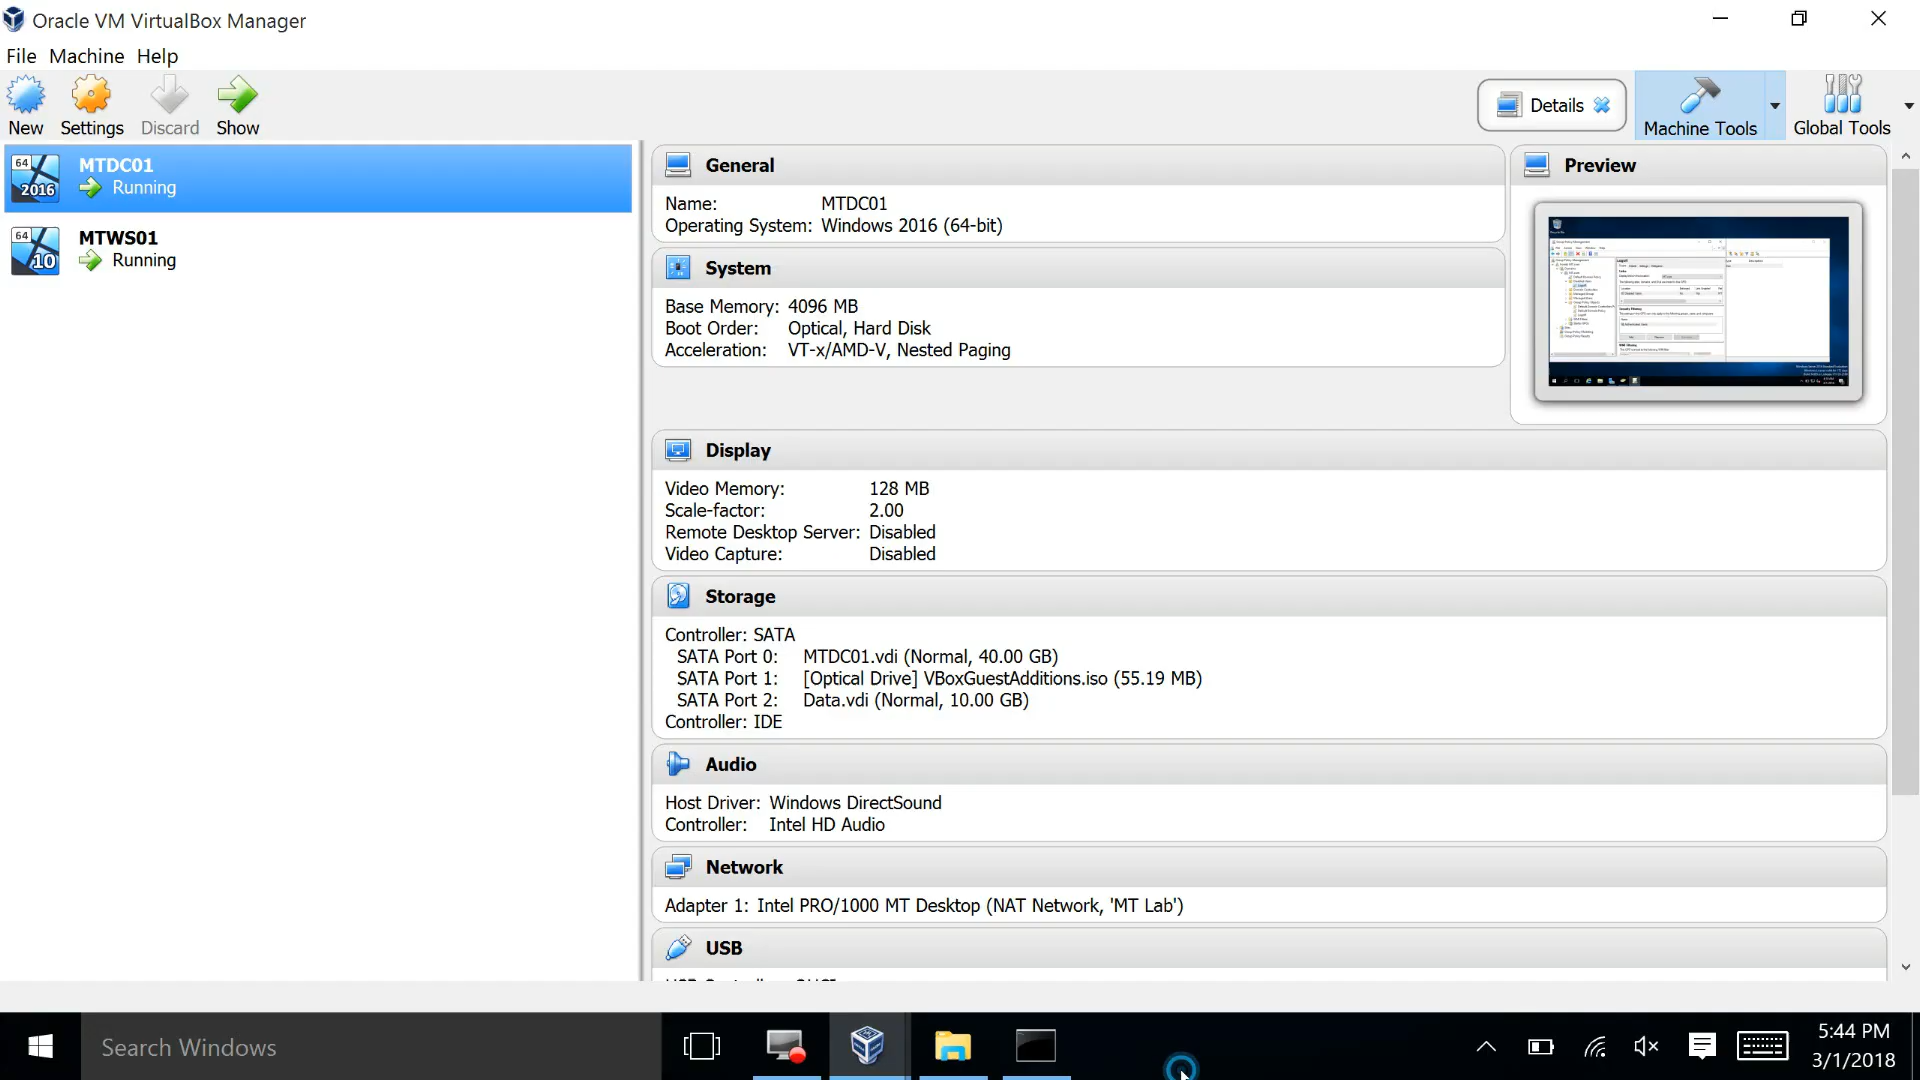 Oracle VM VirtualBox Manager
File Machine Help
New Settings Discard Show
Details
Machine Tools
Global Tools
64
2016
MTDC01
Running
64
10
MTWS01
Running
General
Name: MTDC01
Operating System: Windows 2016 (64-bit)
System
Base Memory: 4096 MB
Boot Order: Optical, Hard Disk
Acceleration: VT-x/AMD-V, Nested Paging
Preview
Display
Video Memory: 128 MB
Scale-factor: 2.00
Remote Desktop Server: Disabled
Video Capture: Disabled
Storage
Controller: SATA
SATA Port 0: MTDC01.vdi (Normal, 40.00 GB)
SATA Port 1: [Optical Drive] VBoxGuestAdditions.iso (55.19 MB)
SATA Port 2: Data.vdi (Normal, 10.00 GB)
Controller: IDE
Audio
Host Driver: Windows DirectSound
Controller: Intel HD Audio
Network
Adapter 1: Intel PRO/1000 MT Desktop (NAT Network, 'MT Lab')
USB
Search Windows
5:44 PM
3/1/2018